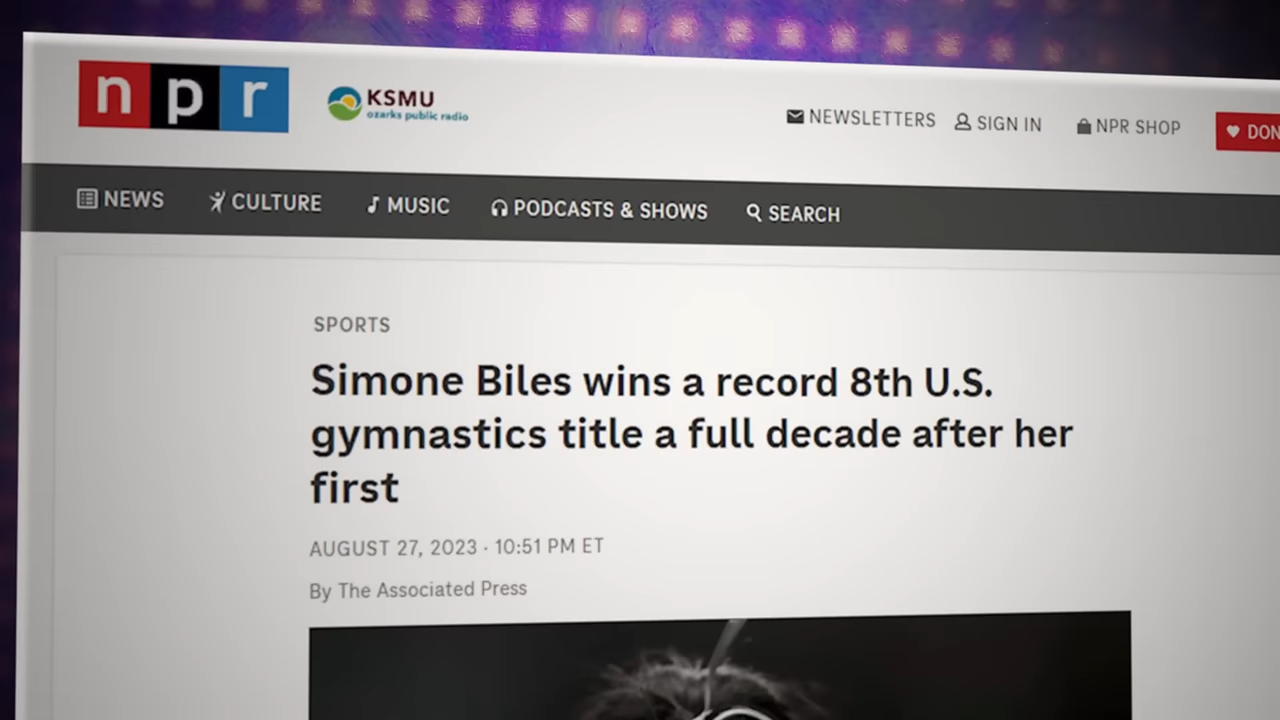 npr
KSMU
ozarks public radio
NEWSLETTERS SIGN IN NPR SHOP
NEWS CULTURE MUSIC PODCASTS & SHOWS SEARCH
SPORTS
Simone Biles wins a record 8th U.S.
gymnastics title a full decade after her
first
AUGUST 27, 2023 · 10:51 PM ET
By The Associated Press